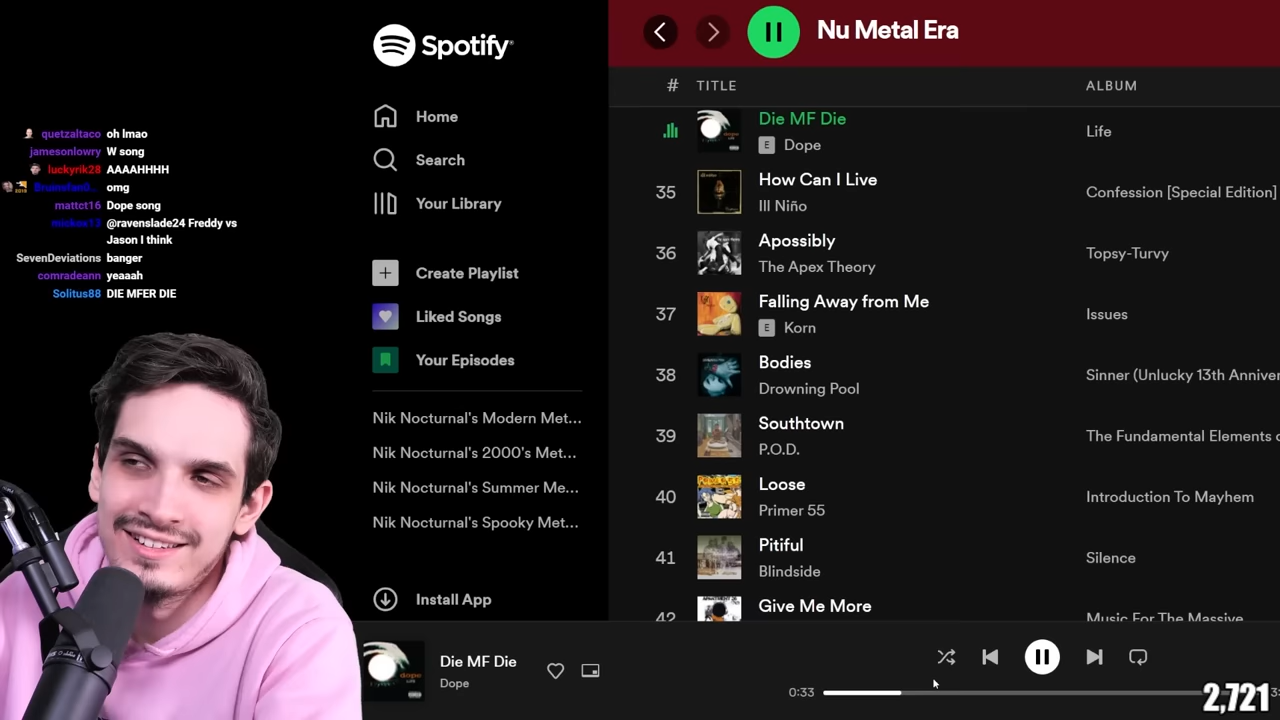 Spotify
Home
Search
Your Library
Create Playlist
Liked Songs
Your Episodes
Nik Nocturnal's Modern Met...
Nik Nocturnal's 2000's Met...
Nik Nocturnal's Summer Me...
Nik Nocturnal's Spooky Met...
Install App
quetzaltaco oh lmao
jamesonlowry W song
luckyrik28 AAAAHHHH
omg
mattct16 Dope song
@ravenslade24 Freddy vs
Jason I think
SevenDeviations banger
comradeann yeaaah
Solitus88 DIE MFER DIE
Nu Metal Era
# TITLE ALBUM
Die MF Die
E Dope
Life
35 How Can I Live
Ill Niño
Confession [Special Edition]
36 Apossibly
The Apex Theory
Topsy-Turvy
37 Falling Away from Me
E Korn
Issues
38 Bodies
Drowning Pool
Sinner (Unlucky 13th Anniver
39 Southtown
P.O.D.
The Fundamental Elements
40 Loose
Primer 55
Introduction To Mayhem
41 Pitiful
Blindside
Silence
42 Give Me More
Music For The Massive
Die MF Die
Dope
0:33
2,721